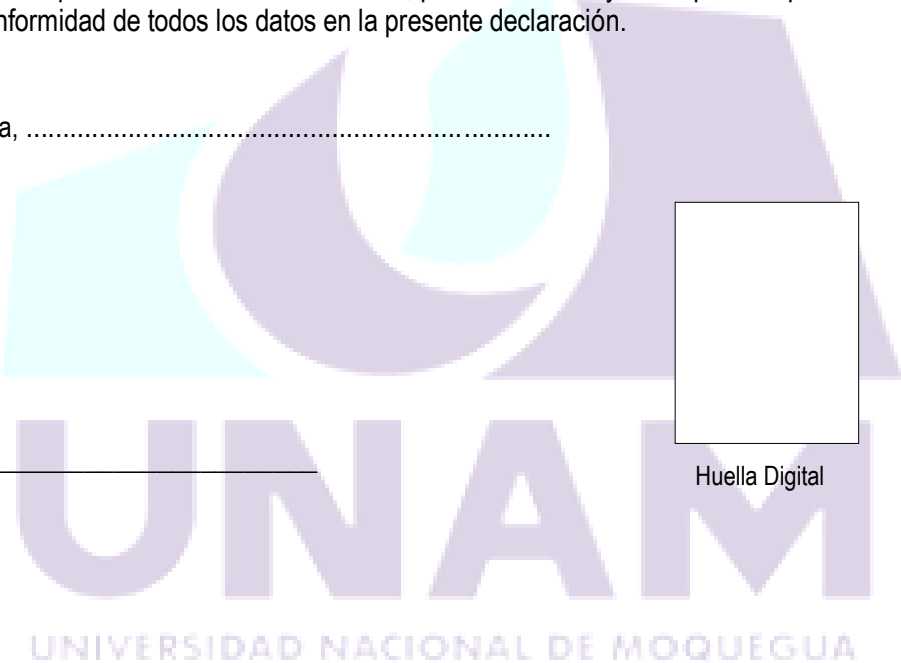 nformidad de todos los datos en la presente declaración.
a, ..........................................................................
Huella Digital
UNAM
UNIVERSIDAD NACIONAL DE MOQUEGUA